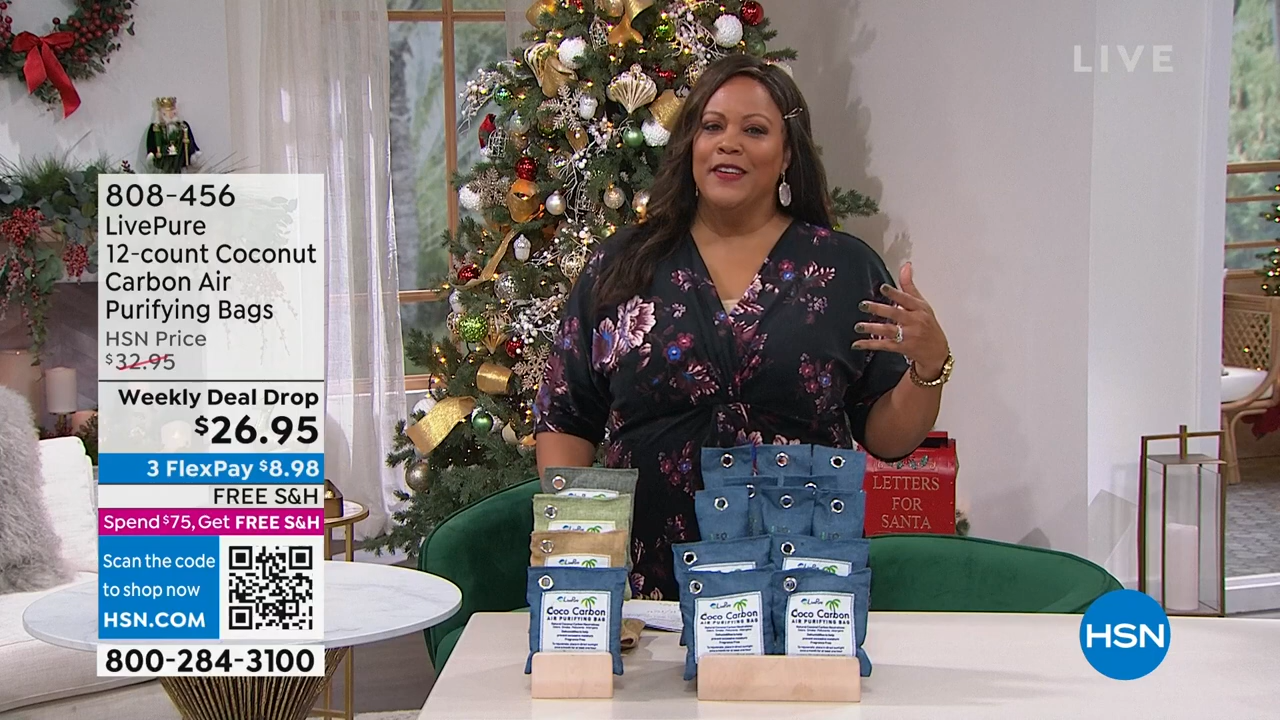 LIVE
808-456
LivePure
12-count Coconut
Carbon Air
Purifying Bags
HSN Price
$32.95
Weekly Deal Drop
$26.95
3 FlexPay $8.98
FREE S&H
Spend $75, Get FREE S&H
Scan the code
to shop now
HSN.COM
800-284-3100
LETTERS
FOR
SANTA
LivePure
Coco Carbon
AIR PURIFYING BAG
LivePure
Coco Carbon
AIR PURIFYING BAG
LivePure
Coco Carbon
AIR PURIFYING BAG
HSN